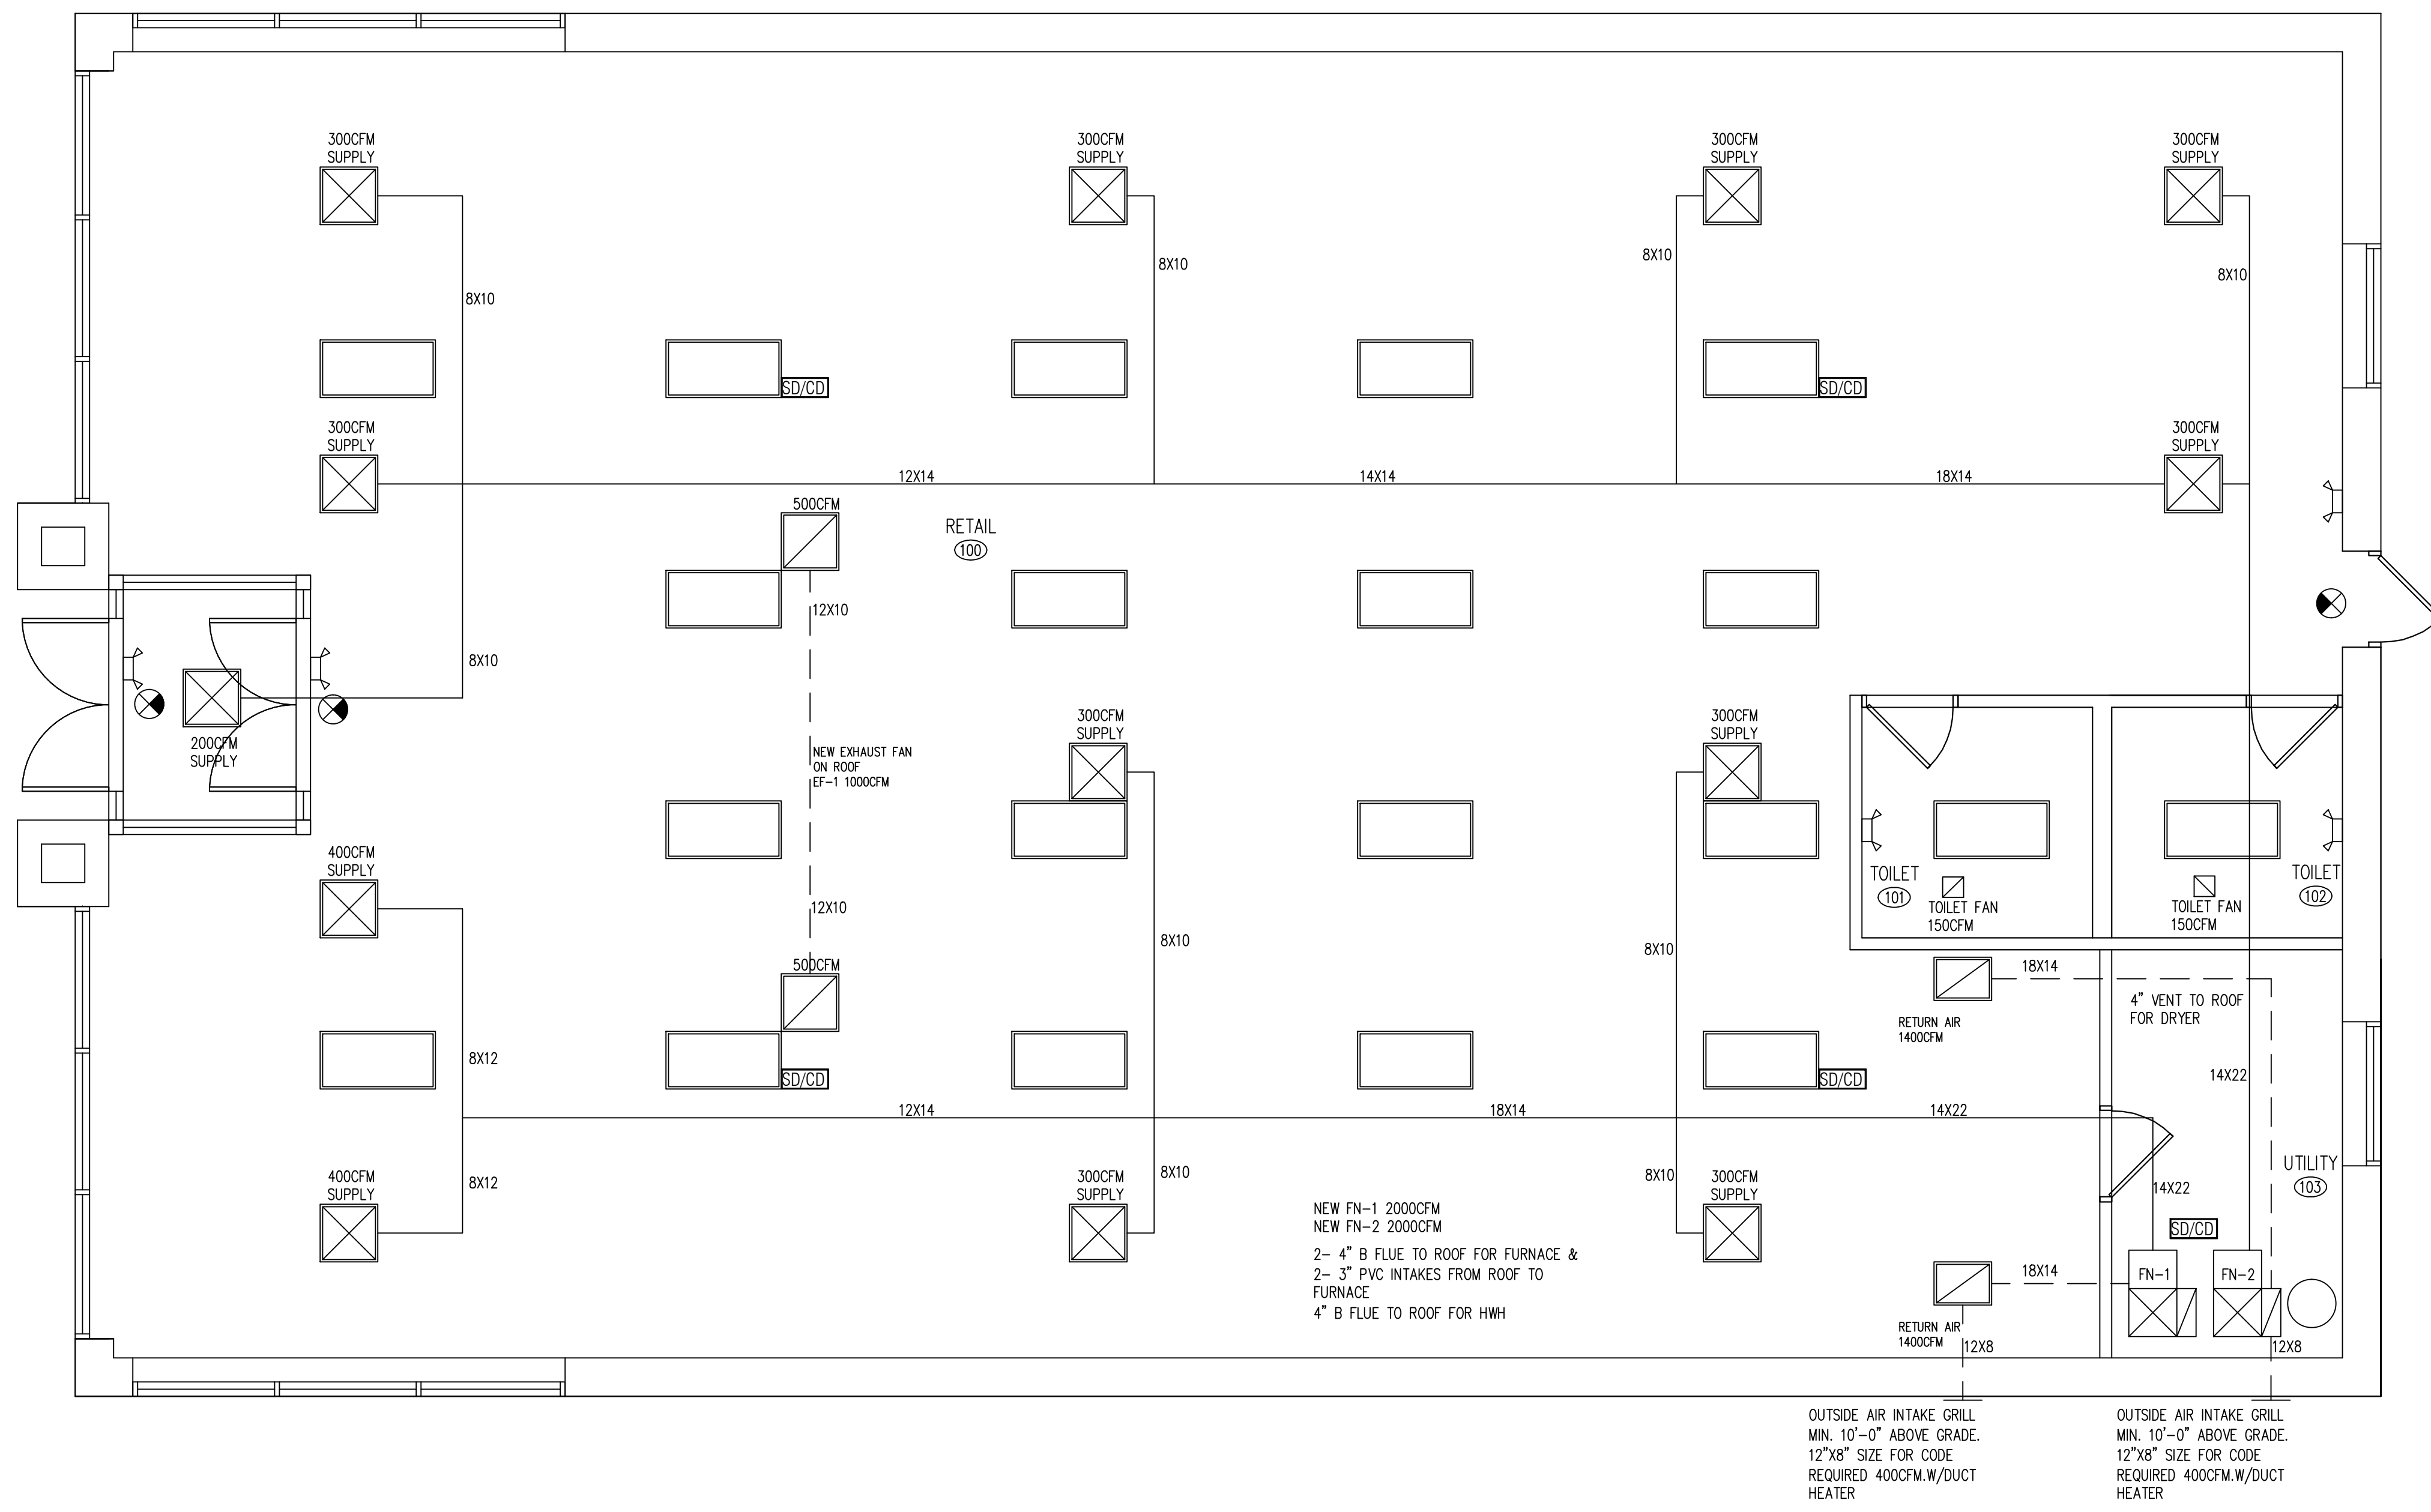 300CFM
SUPPLY
300CFM
SUPPLY
300CFM
SUPPLY
300CFM
SUPPLY
8X10
8X10
8X10
8X10
SD/CD
SD/CD
300CFM
SUPPLY
300CFM
SUPPLY
12X14
14X14
18X14
500CFM
RETAIL
100
12X10
8X10
200CFM
SUPPLY
NEW EXHAUST FAN
ON ROOF
EF-1 1000CFM
300CFM
SUPPLY
300CFM
SUPPLY
400CFM
SUPPLY
12X10
8X10
8X10
TOILET
101
TOILET FAN
150CFM
TOILET FAN
150CFM
TOILET
102
500CFM
18X14
4" VENT TO ROOF
FOR DRYER
RETURN AIR
1400CFM
8X12
SD/CD
SD/CD
14X22
12X14
18X14
14X22
400CFM
SUPPLY
8X12
300CFM
SUPPLY
8X10
8X10
300CFM
SUPPLY
UTILITY
103
14X22
SD/CD
NEW FN-1 2000CFM
NEW FN-2 2000CFM
2- 4" B FLUE TO ROOF FOR FURNACE &
2- 3" PVC INTAKES FROM ROOF TO
FURNACE
4" B FLUE TO ROOF FOR HWH
18X14
FN-1
FN-2
RETURN AIR
1400CFM
12X8
12X8
OUTSIDE AIR INTAKE GRILL
MIN. 10'-0" ABOVE GRADE.
12"X8" SIZE FOR CODE
REQUIRED 400CFM.W/DUCT
HEATER
OUTSIDE AIR INTAKE GRILL
MIN. 10'-0" ABOVE GRADE.
12"X8" SIZE FOR CODE
REQUIRED 400CFM.W/DUCT
HEATER